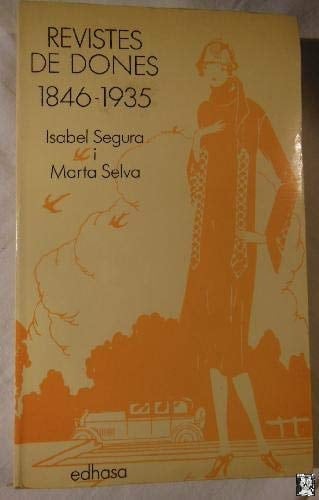 REVISTES
DE DONES
1846-1935
Isabel Segura
i
Marta Selva
edhasa